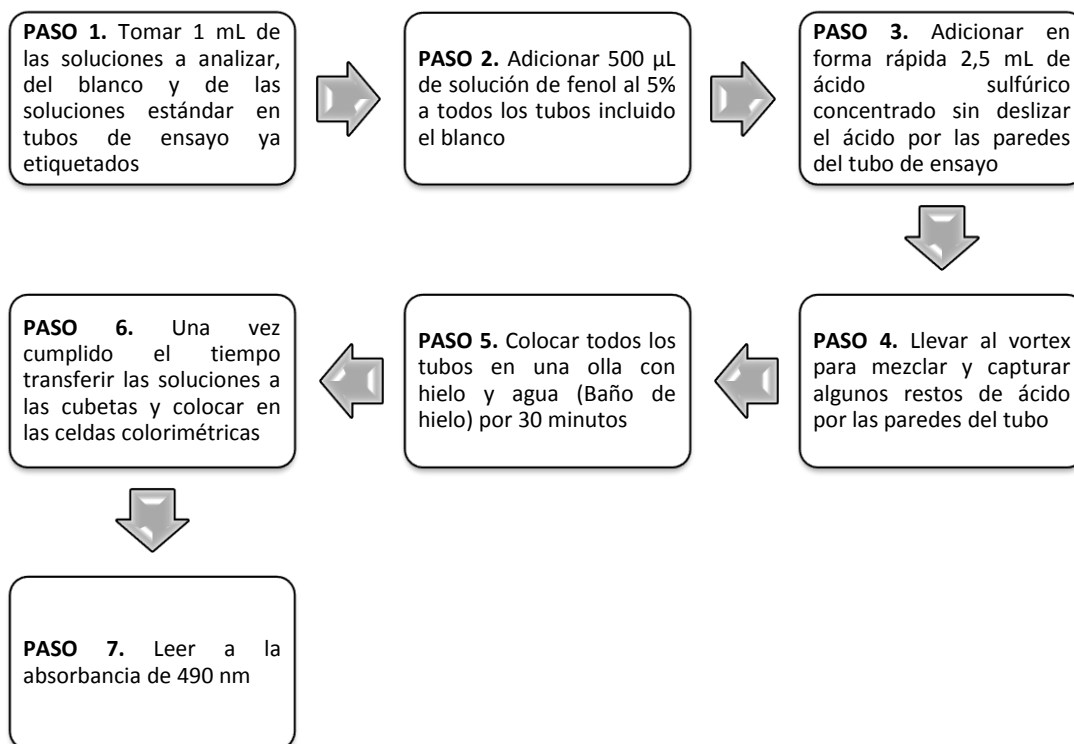 PASO 1. Tomar 1 mL de
las soluciones a analizar,
del blanco y de las
soluciones estándar en
tubos de ensayo ya
etiquetados
PASO 2. Adicionar 500 µL
de solución de fenol al 5%
a todos los tubos incluido
el blanco
PASO 3. Adicionar en
forma rápida 2,5 mL de
ácido sulfúrico
concentrado sin deslizar
el ácido por las paredes
del tubo de ensayo
PASO 4. Llevar al vortex
para mezclar y capturar
algunos restos de ácido
por las paredes del tubo
PASO 5. Colocar todos los
tubos en una olla con
hielo y agua (Baño de
hielo) por 30 minutos
PASO 6. Una vez
cumplido el tiempo
transferir las soluciones a
las cubetas y colocar en
las celdas colorimétricas
PASO 7. Leer a la
absorbancia de 490 nm